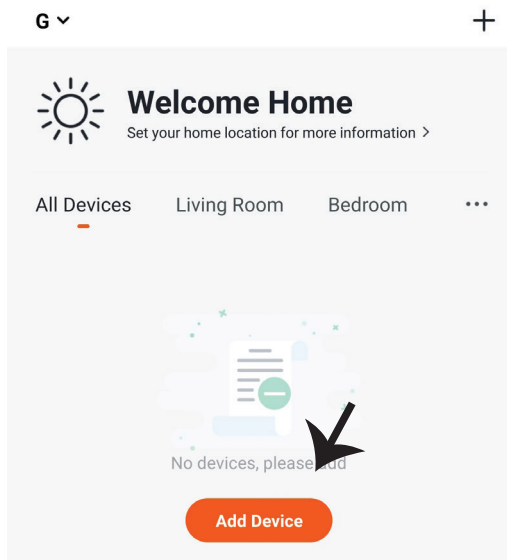 G
Welcome Home
Set your home location for more information >
All Devices Living Room Bedroom ...
No devices, please add
Add Device